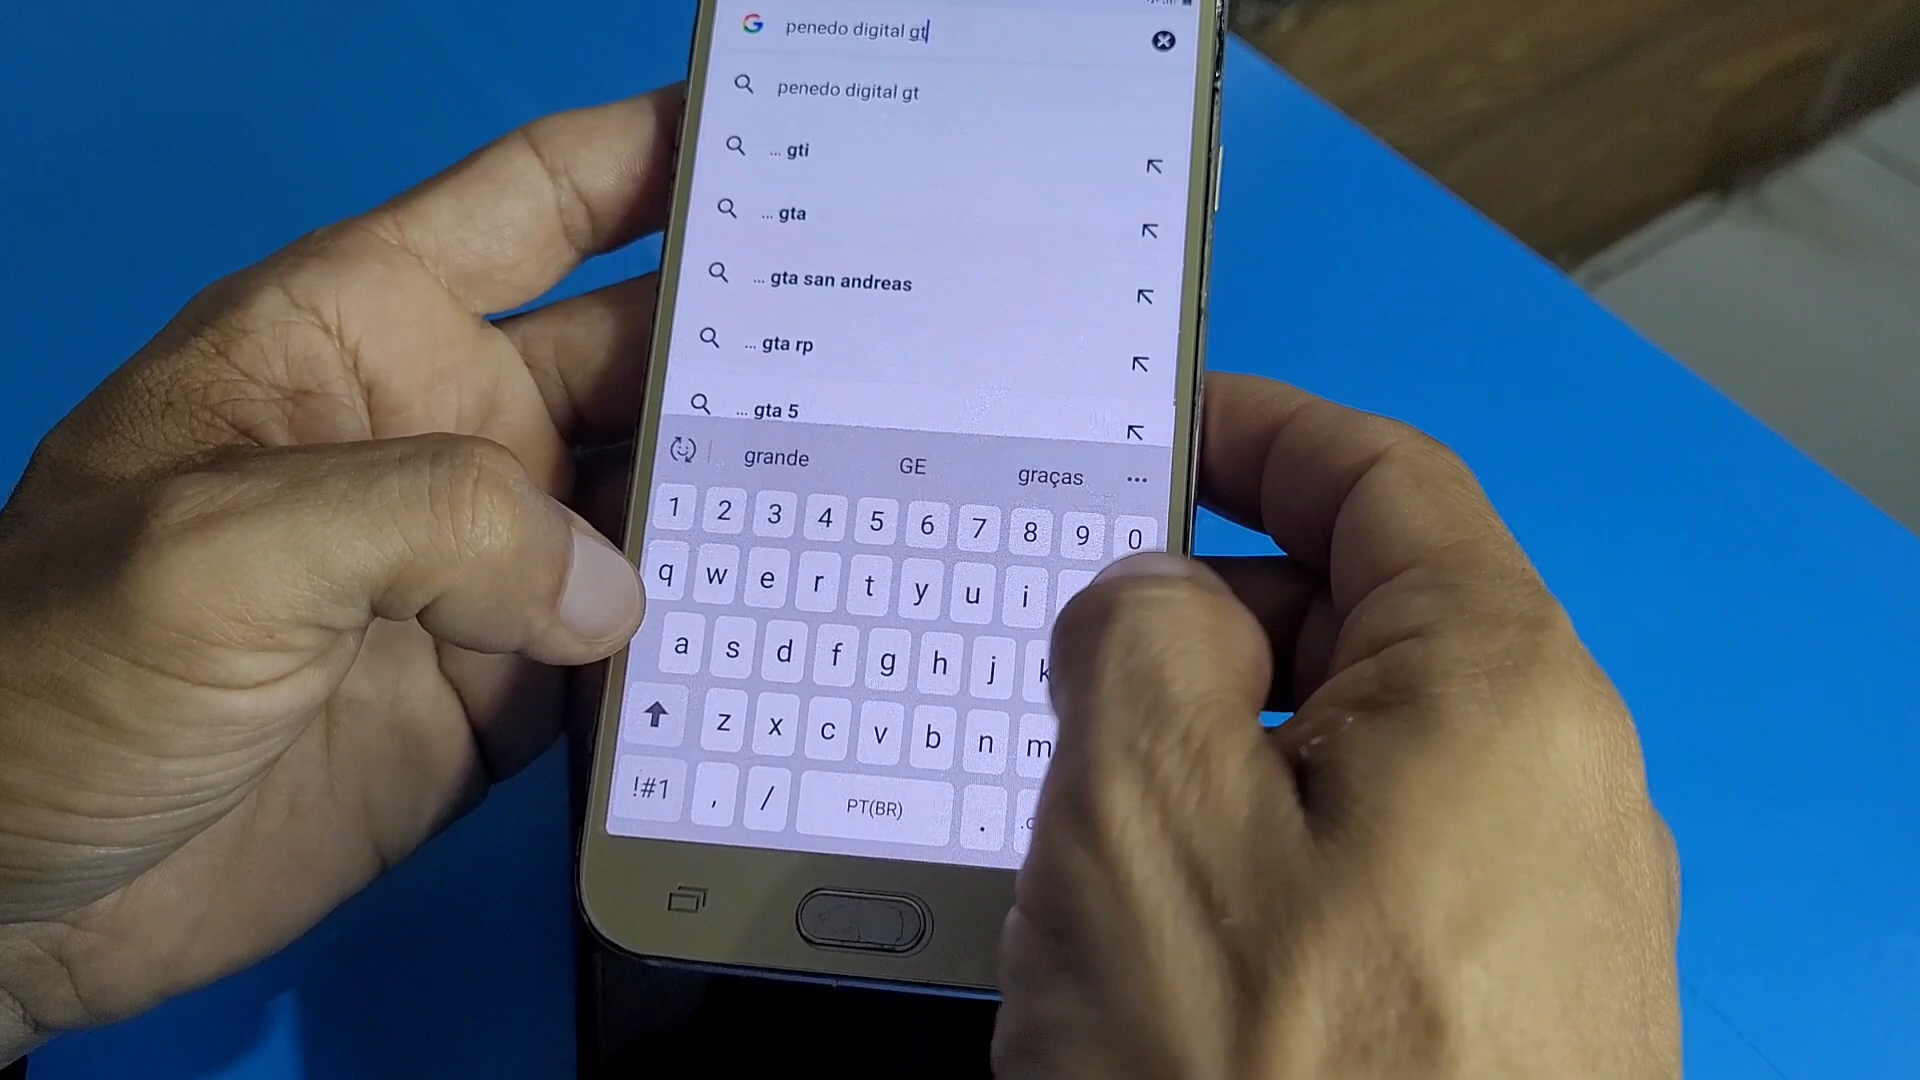 penedo digital gt
penedo digital gt
... gti
... gta
... gta san andreas
... gta rp
... gta 5
grande GE graças ...
1 2 3 4 5 6 7 8 9 0
q w e r t y u i
a s d f g h j k
z x c v b n m
!#1 , / PT(BR) .